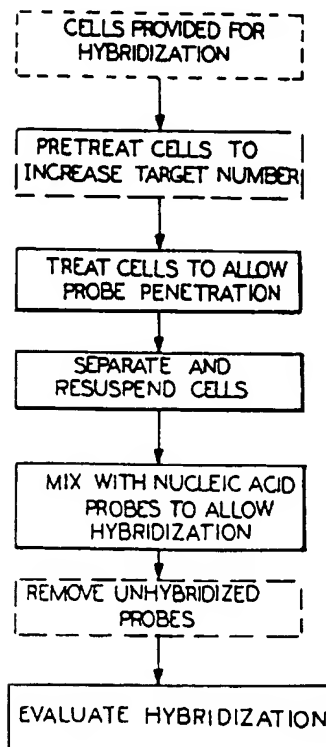 CELLS PROVIDED FOR
HYBRIDIZATION
PRETREAT CELLS TO
INCREASE TARGET NUMBER
TREAT CELLS TO ALLOW
PROBE PENETRATION
SEPARATE AND
RESUSPEND CELLS
MIX WITH NUCLEIC ACID
PROBES TO ALLOW
HYBRIDIZATION
REMOVE UNHYBRIDIZED
PROBES
EVALUATE HYBRIDIZATION